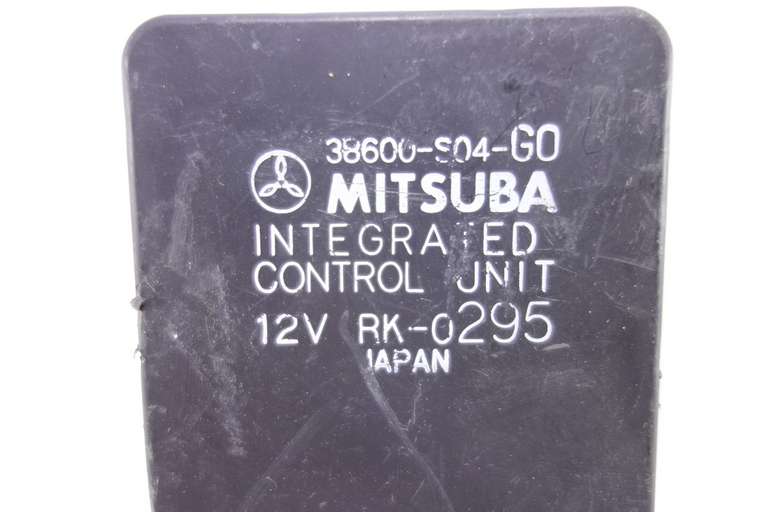 38600-S04-G0
MITSUBA
INTEGRATED
CONTROL UNIT
12V RK-0295
JAPAN